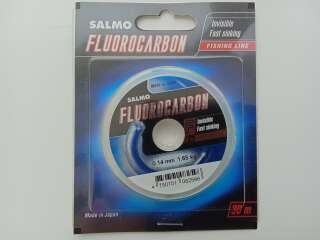 SALMO
FLUOROCARBON
Invisible
Fast sinking
FISHING LINE
SALMO
FLUOROCARBON
Invisible
Fast sinking
0.14 mm 1.65 kg
Made in Japan
30 m